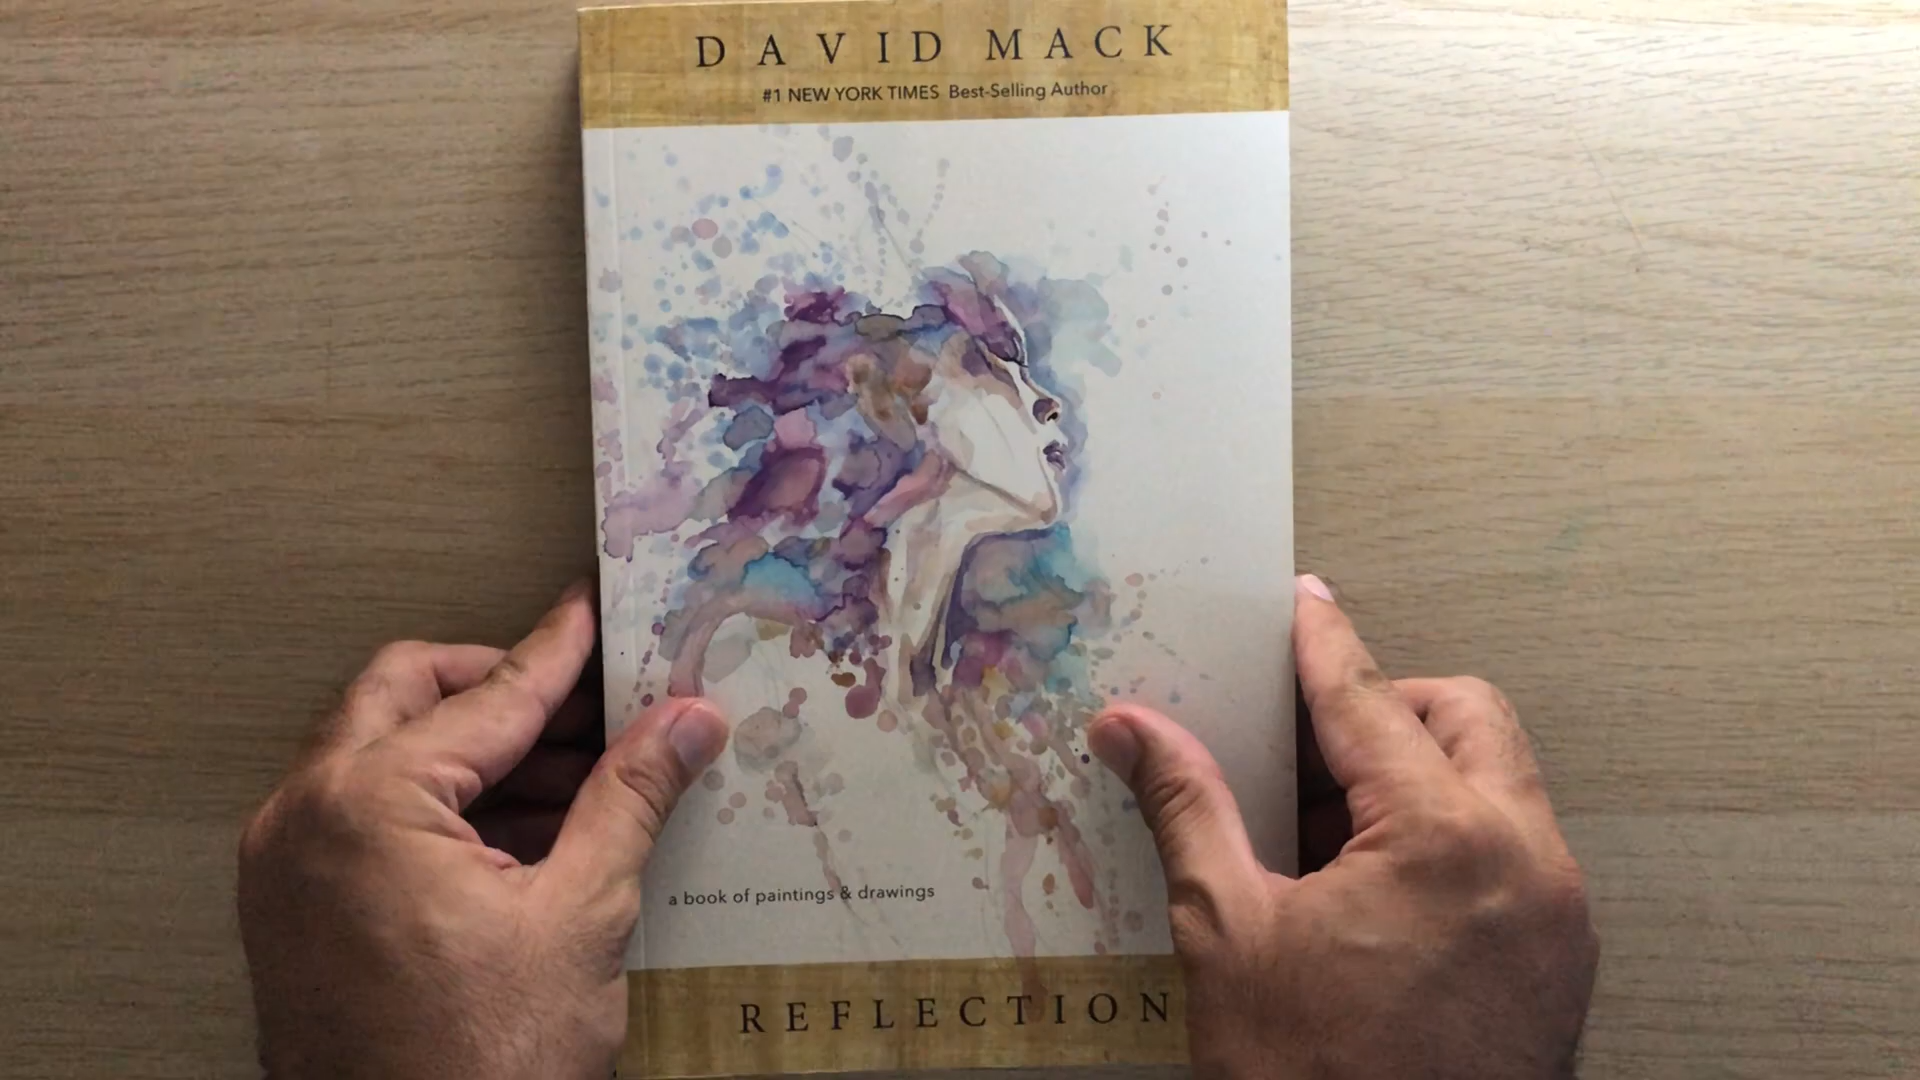 DAVID MACK
#1 NEW YORK TIMES Best-Selling Author
a book of paintings & drawings
REFLECTION